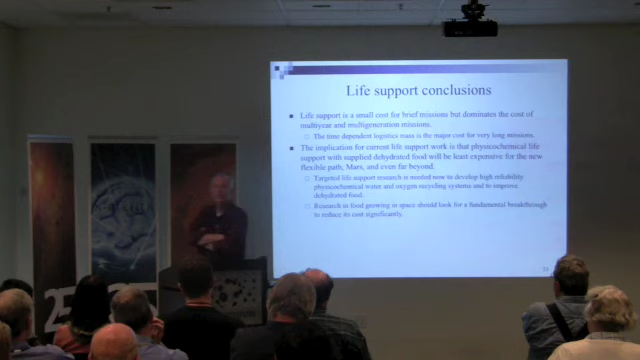 Life support conclusions
Life support is a small cost for brief missions but dominates the cost of
multiyear and multigeneration missions.
The time dependent logistics mass is the major cost for very long missions.
The implication for current life support work is that physicochemical life
support with supplied dehydrated food will be least expensive for the new
flexible path, Mars, and even far beyond.
Targeted life support research is needed now to develop high reliability
physicochemical water and oxygen recycling systems and to improve
dehydrated food.
Research in food growing in space should look for a fundamental breakthrough
to reduce its cost significantly.